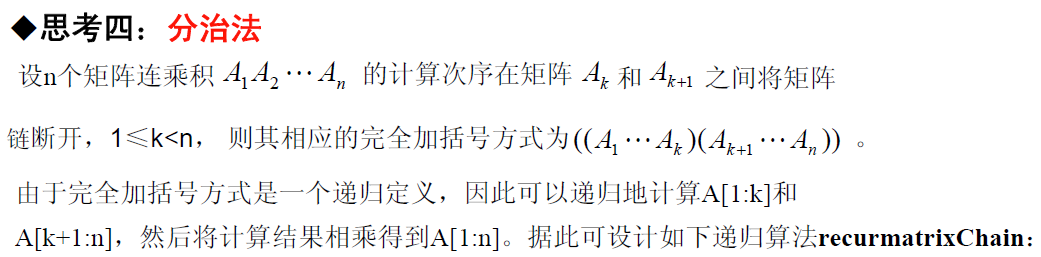 ◆思考四：分治法
设n个矩阵连乘积 A₁A₂⋯Aₙ 的计算次序在矩阵 Aₖ 和 Aₖ₊₁ 之间将矩阵
链断开，1≤k<n， 则其相应的完全加括号方式为((A₁⋯Aₖ)(Aₖ₊₁⋯Aₙ)) 。
由于完全加括号方式是一个递归定义，因此可以递归地计算A[1:k]和
A[k+1:n]，然后将计算结果相乘得到A[1:n]。据此可设计如下递归算法recurmatrixChain：